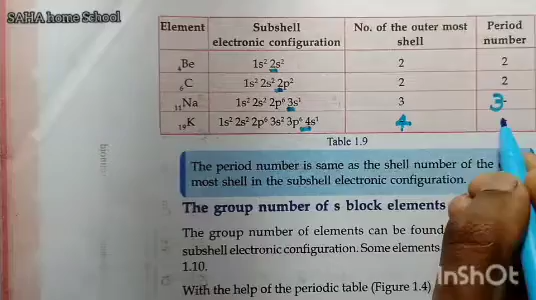 SAHA home School
Element Subshell electronic configuration No. of the outer most shell Period number
₄Be 1s² 2s² 2 2
₆C 1s² 2s² 2p² 2 2
₁₁Na 1s² 2s² 2p⁶ 3s¹ 3 3
₁₉K 1s² 2s² 2p⁶ 3s² 3p⁶ 4s¹ 4
Table 1.9
The period number is same as the shell number of the
most shell in the subshell electronic configuration.
The group number of s block elements
The group number of elements can be found
subshell electronic configuration. Some elements
1.10.
With the help of the periodic table (Figure 1.4)
InShOt